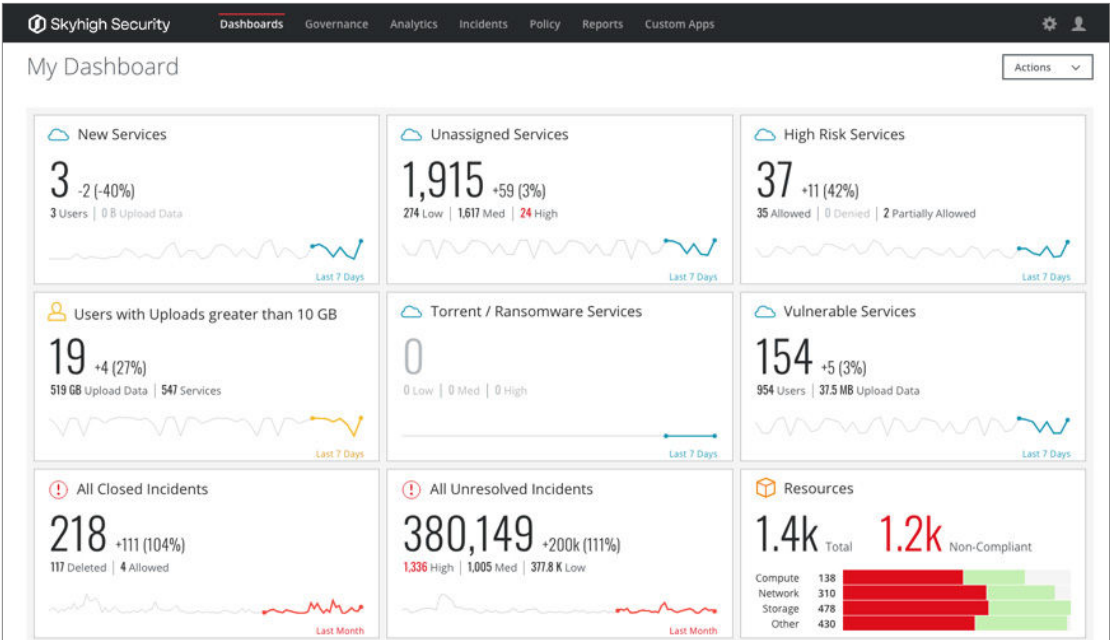 Skyhigh Security Dashboards Governance Analytics Incidents Policy Reports Custom Apps
My Dashboard
Actions
New Services
3 -2 (-40%)
3 Users | 0 B Upload Data
Last 7 Days
Unassigned Services
1,915 +59 (3%)
274 Low | 1,617 Med | 24 High
Last 7 Days
High Risk Services
37 +11 (42%)
35 Allowed | 0 Denied | 2 Partially Allowed
Last 7 Days
Users with Uploads greater than 10 GB
19 +4 (27%)
519 GB Upload Data | 547 Services
Last 7 Days
Torrent / Ransomware Services
0
0 Low | 0 Med | 0 High
Last 7 Days
Vulnerable Services
154 +5 (3%)
954 Users | 37.5 MB Upload Data
Last 7 Days
All Closed Incidents
218 +111 (104%)
117 Deleted | 4 Allowed
Last Month
All Unresolved Incidents
380,149 +200k (111%)
1,336 High | 1,005 Med | 377.8 K Low
Last Month
Resources
1.4k Total 1.2k Non-Compliant
Compute 138
Network 310
Storage 478
Other 430